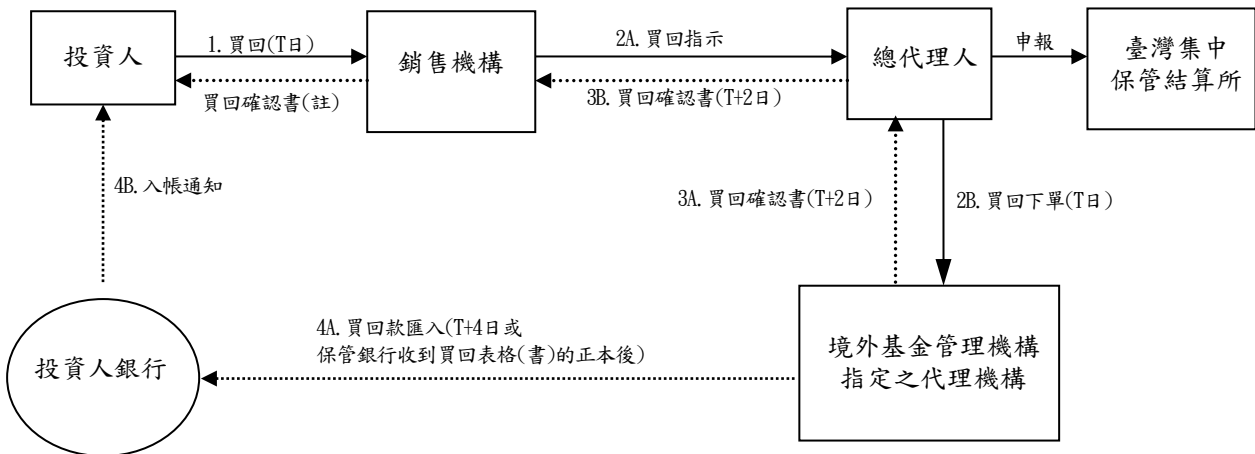 投資人
1.買回(T日)
買回確認書(註)
銷售機構
2A.買回指示
3B.買回確認書(T+2日)
總代理人
申報
臺灣集中
保管結算所
4B.入帳通知
3A.買回確認書(T+2日)
2B.買回下單(T日)
投資人銀行
4A.買回款匯入(T+4日或
保管銀行收到買回表格(書)的正本後)
境外基金管理機構
指定之代理機構